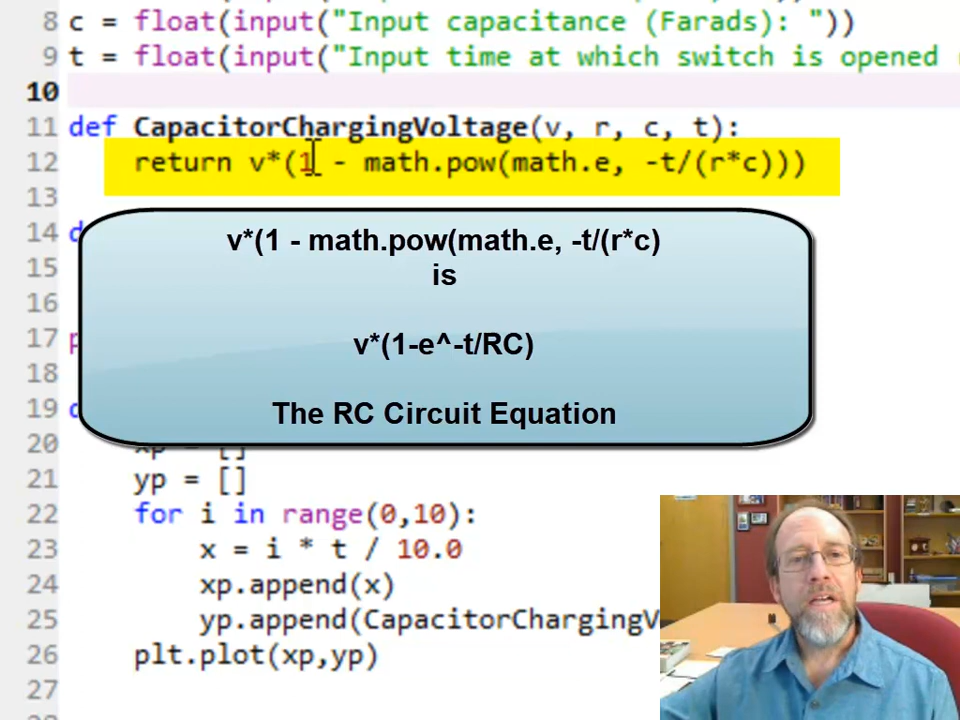 8 c = float(input("Input capacitance (Farads): "))
9 t = float(input("Input time at which switch is opened
10
11 def CapacitorChargingVoltage(v, r, c, t):
12 return v*(1 - math.pow(math.e, -t/(r*c)))
13
14 d
15
16
17 p
18
19
v*(1 - math.pow(math.e, -t/(r*c)
is
v*(1-e^-t/RC)
The RC Circuit Equation
20 xp = []
21 yp = []
22 for i in range(0,10):
23 x = i * t / 10.0
24 xp.append(x)
25 yp.append(CapacitorChargingV
26 plt.plot(xp,yp)
27